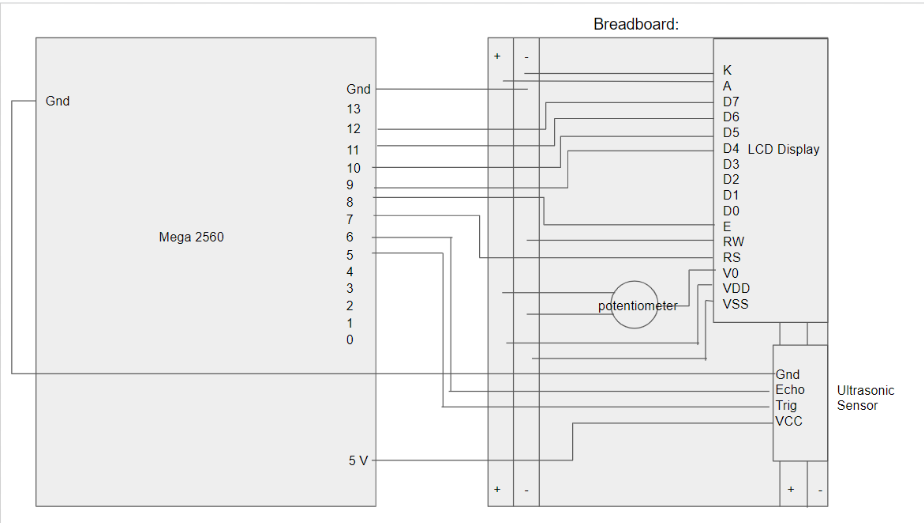 Breadboard:
+ -
Gnd
Gnd
13
12
11
10
9
8
7
6
5
4
3
2
1
0
5 V
Mega 2560
K
A
D7
D6
D5
D4
D3
D2
D1
D0
E
RW
RS
V0
VDD
VSS
LCD Display
potentiometer
Gnd
Echo
Trig
VCC
Ultrasonic
Sensor
+ -
+ -